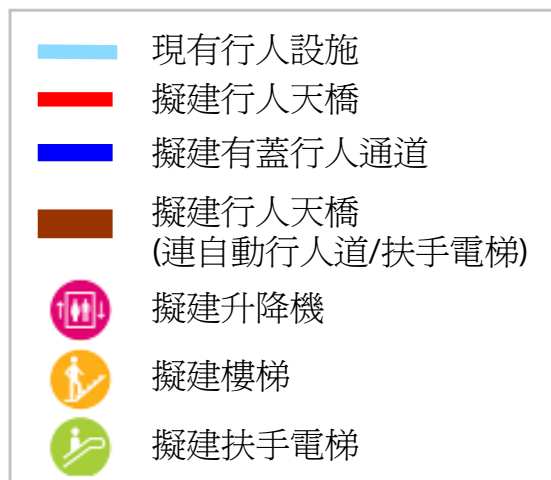 現有行人設施
擬建行人天橋
擬建有蓋行人通道
擬建行人天橋
(連自動行人道/扶手電梯)
擬建升降機
擬建樓梯
擬建扶手電梯